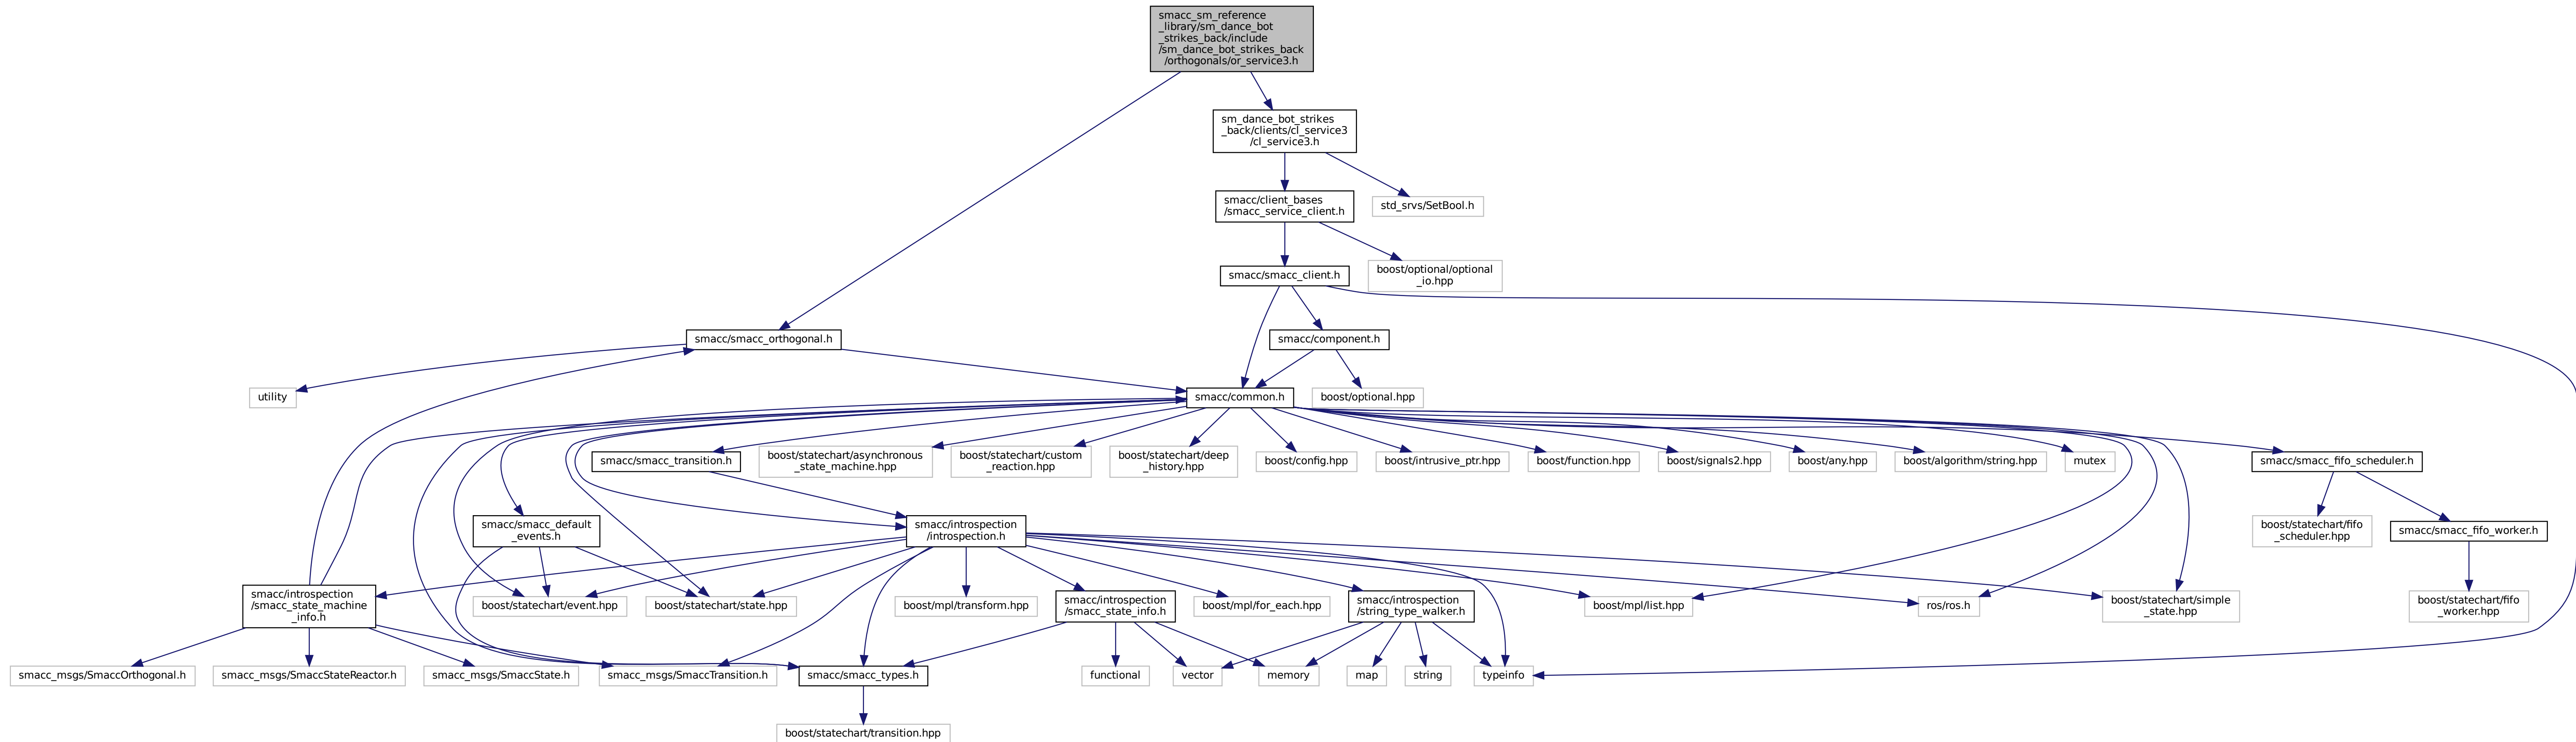 smacc_sm_reference
_library/sm_dance_bot
_strikes_back/include
/sm_dance_bot_strikes_back
/orthogonals/or_service3.h
sm_dance_bot_strikes
_back/clients/cl_service3
/cl_service3.h
smacc/client_bases
/smacc_service_client.h
std_srvs/SetBool.h
smacc/smacc_client.h
boost/optional/optional
_io.hpp
smacc/smacc_orthogonal.h
smacc/component.h
utility
smacc/common.h
boost/optional.hpp
smacc/smacc_transition.h
boost/statechart/asynchronous
_state_machine.hpp
boost/statechart/custom
_reaction.hpp
boost/statechart/deep
_history.hpp
boost/config.hpp
boost/intrusive_ptr.hpp
boost/function.hpp
boost/signals2.hpp
boost/any.hpp
boost/algorithm/string.hpp
mutex
smacc/smacc_fifo_scheduler.h
smacc/smacc_default
_events.h
smacc/introspection
/introspection.h
boost/statechart/fifo
_scheduler.hpp
smacc/smacc_fifo_worker.h
smacc/introspection
/smacc_state_machine
_info.h
boost/statechart/event.hpp
boost/statechart/state.hpp
boost/mpl/transform.hpp
smacc/introspection
/smacc_state_info.h
boost/mpl/for_each.hpp
smacc/introspection
/string_type_walker.h
boost/mpl/list.hpp
ros/ros.h
boost/statechart/simple
_state.hpp
boost/statechart/fifo
_worker.hpp
smacc_msgs/SmaccOrthogonal.h
smacc_msgs/SmaccStateReactor.h
smacc_msgs/SmaccState.h
smacc_msgs/SmaccTransition.h
smacc/smacc_types.h
functional
vector
memory
map
string
typeinfo
boost/statechart/transition.hpp